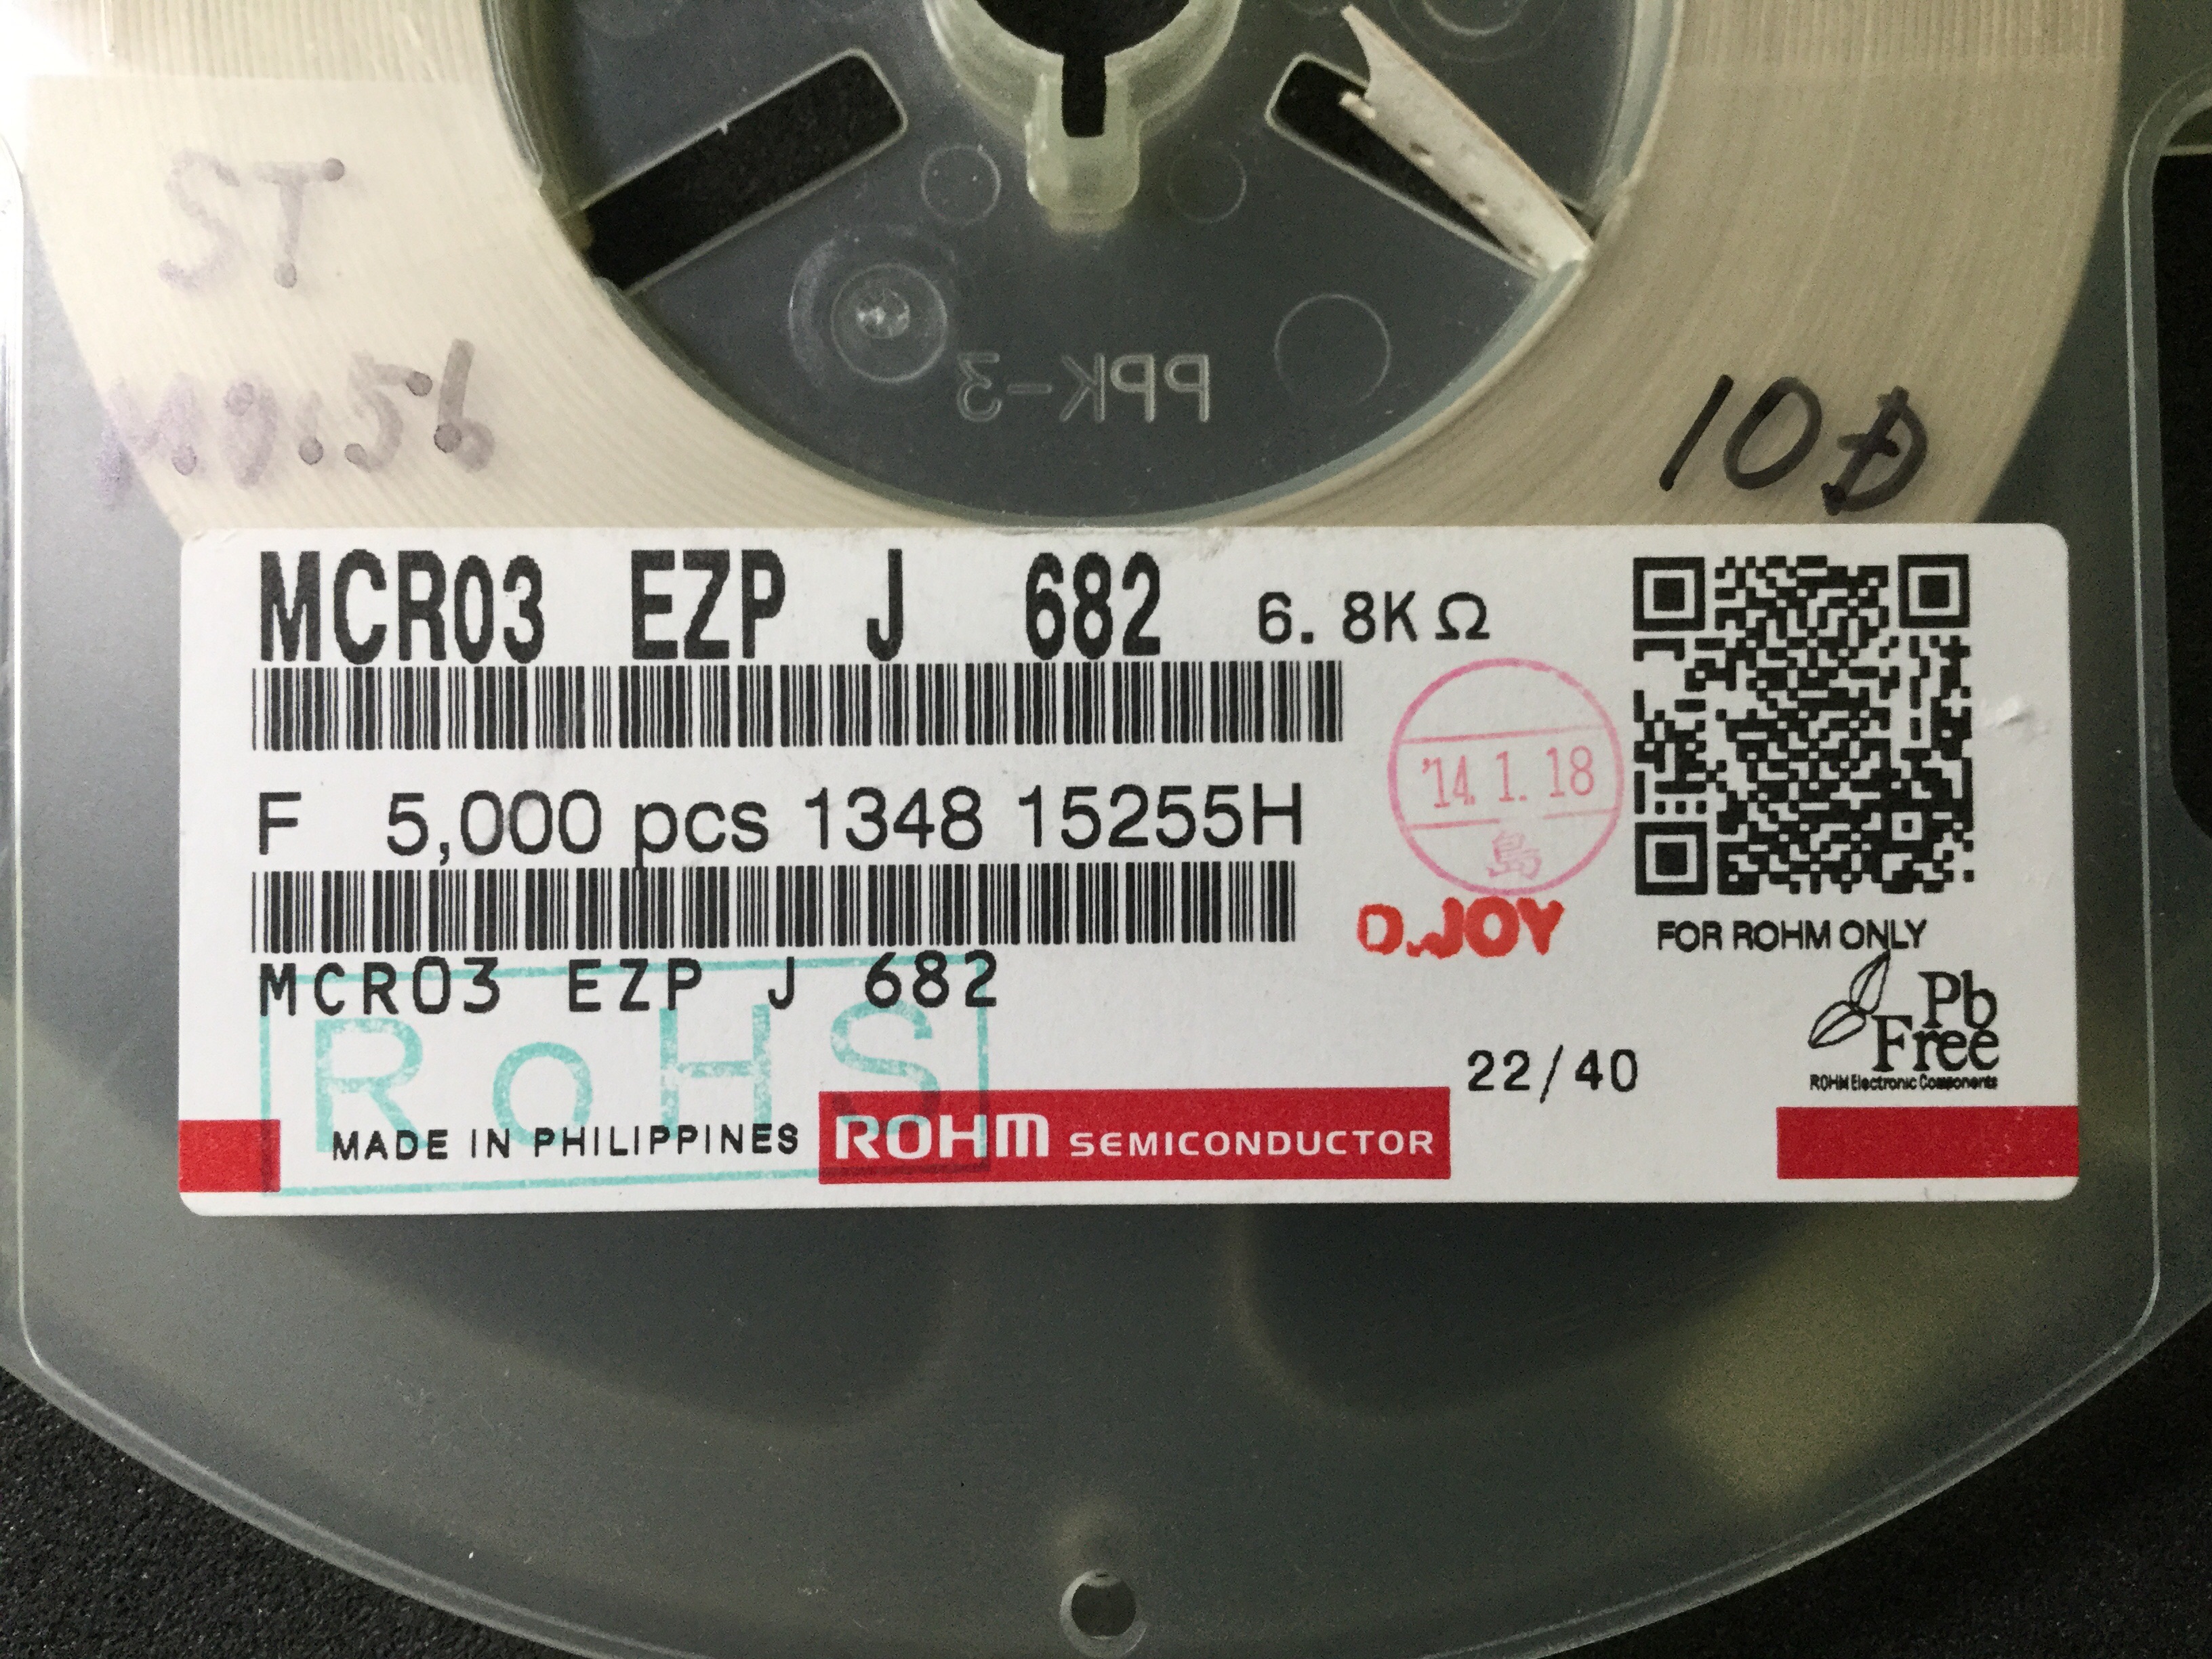 ST
PPK-3
10D
MCR03 EZP J 682 6.8KΩ
'14.1.18
島
F 5,000 pcs 1348 15255H
D.JOY
FOR ROHM ONLY
MCR03 EZP J 682
RoHS
Pb
Free
ROHM Electronic Components
22/40
MADE IN PHILIPPINES ROHM SEMICONDUCTOR